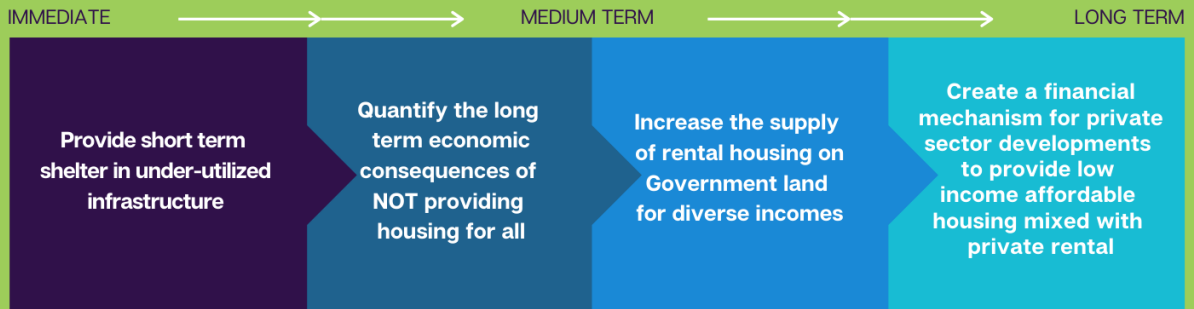 IMMEDIATE
MEDIUM TERM
LONG TERM
Provide short term
shelter in under-utilized
infrastructure
Quantify the long
term economic
consequences of
NOT providing
housing for all
Increase the supply
of rental housing on
Government land
for diverse incomes
Create a financial
mechanism for private
sector developments
to provide low
income affordable
housing mixed with
private rental